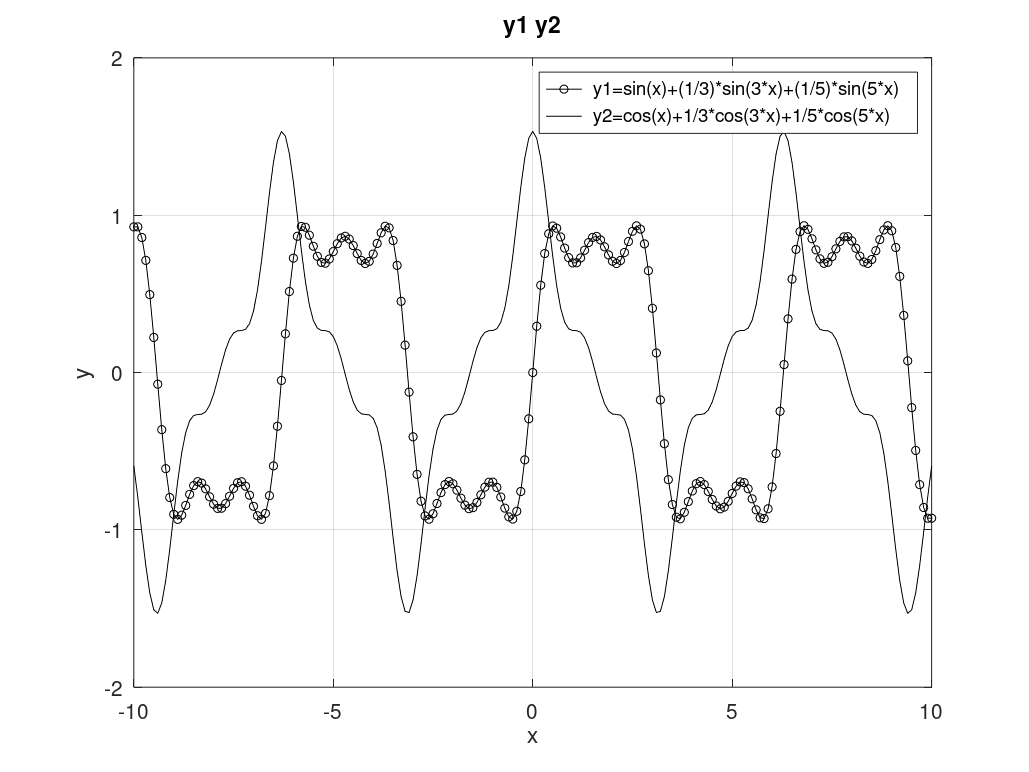 y1 y2
y1=sin(x)+(1/3)*sin(3*x)+(1/5)*sin(5*x)
y2=cos(x)+1/3*cos(3*x)+1/5*cos(5*x)
2
1
y
0
-1
-2
-10
-5
0
5
10
x